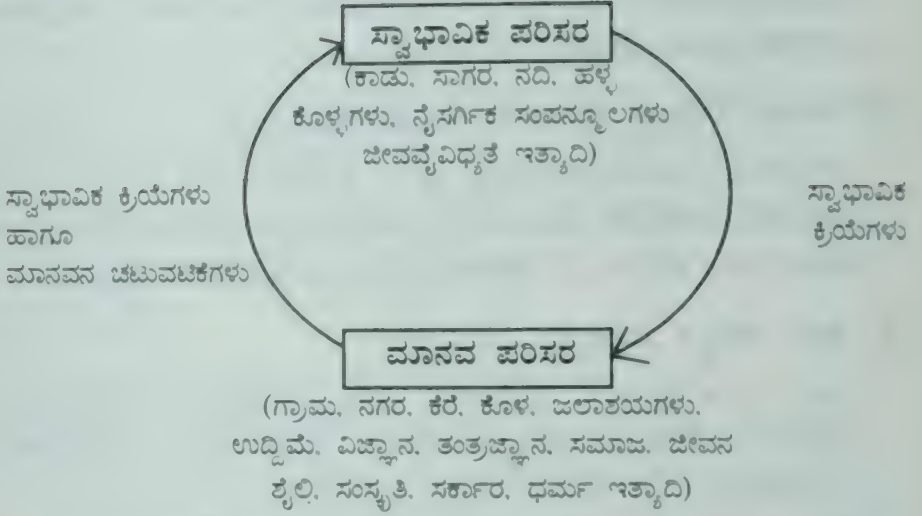 ಸ್ವಾಭಾವಿಕ ಪರಿಸರ
(ಕಾಡು, ಸಾಗರ, ನದಿ, ಹಳ್ಳ
ಕೊಳ್ಳಗಳು, ನೈಸರ್ಗಿಕ ಸಂಪನ್ಮೂಲಗಳು
ಜೀವವೈವಿಧ್ಯತೆ ಇತ್ಯಾದಿ)
ಸ್ವಾಭಾವಿಕ ಕ್ರಿಯೆಗಳು
ಹಾಗೂ
ಮಾನವನ ಚಟುವಟಿಕೆಗಳು
ಸ್ವಾಭಾವಿಕ
ಕ್ರಿಯೆಗಳು
ಮಾನವ ಪರಿಸರ
(ಗ್ರಾಮ, ನಗರ, ಕೆರೆ, ಕೊಳ, ಜಲಾಶಯಗಳು,
ಉದ್ದಿಮೆ, ವಿಜ್ಞಾನ, ತಂತ್ರಜ್ಞಾನ, ಸಮಾಜ, ಜೀವನ
ಶೈಲಿ, ಸಂಸ್ಕೃತಿ, ಸರ್ಕಾರ, ಧರ್ಮ ಇತ್ಯಾದಿ)